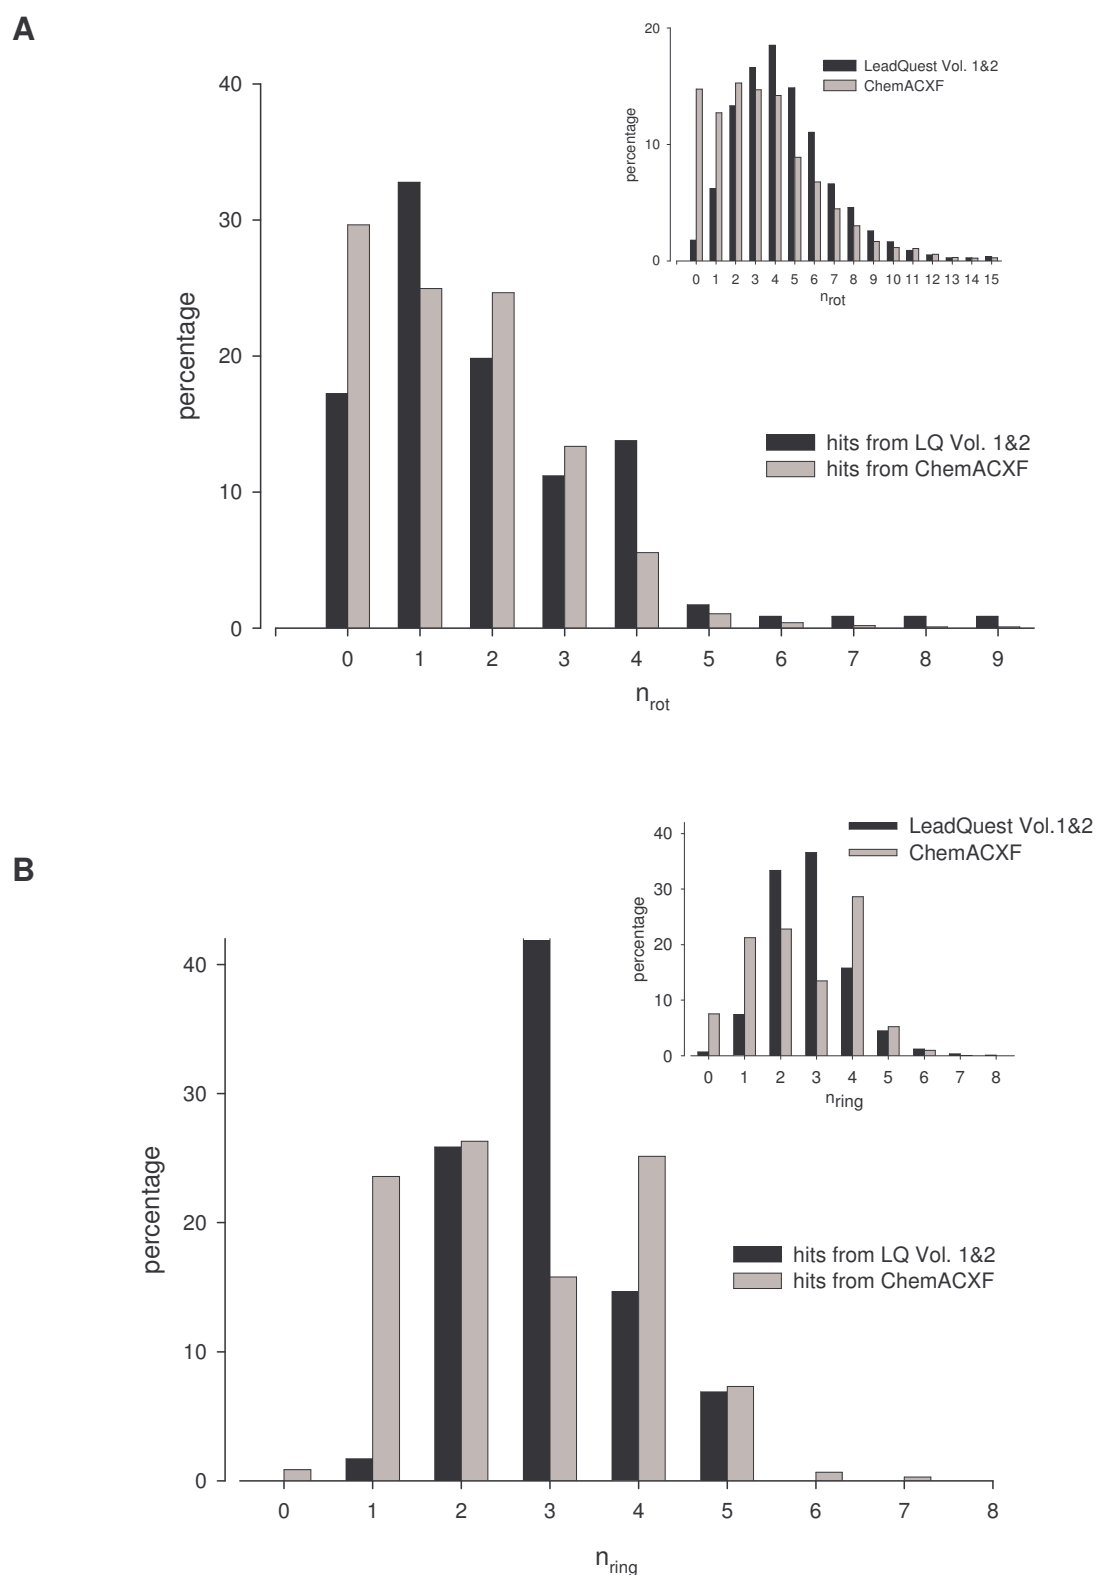 A
20
10
0
percentage
LeadQuest Vol. 1&2
ChemACXF
0 1 2 3 4 5 6 7 8 9 10 11 12 13 14 15
nrot
40
30
20
10
0
percentage
hits from LQ Vol. 1&2
hits from ChemACXF
0 1 2 3 4 5 6 7 8 9
nrot
B
40
30
20
10
0
percentage
LeadQuest Vol.1&2
ChemACXF
0 1 2 3 4 5 6 7 8
nring
40
30
20
10
0
percentage
hits from LQ Vol. 1&2
hits from ChemACXF
0 1 2 3 4 5 6 7 8
nring